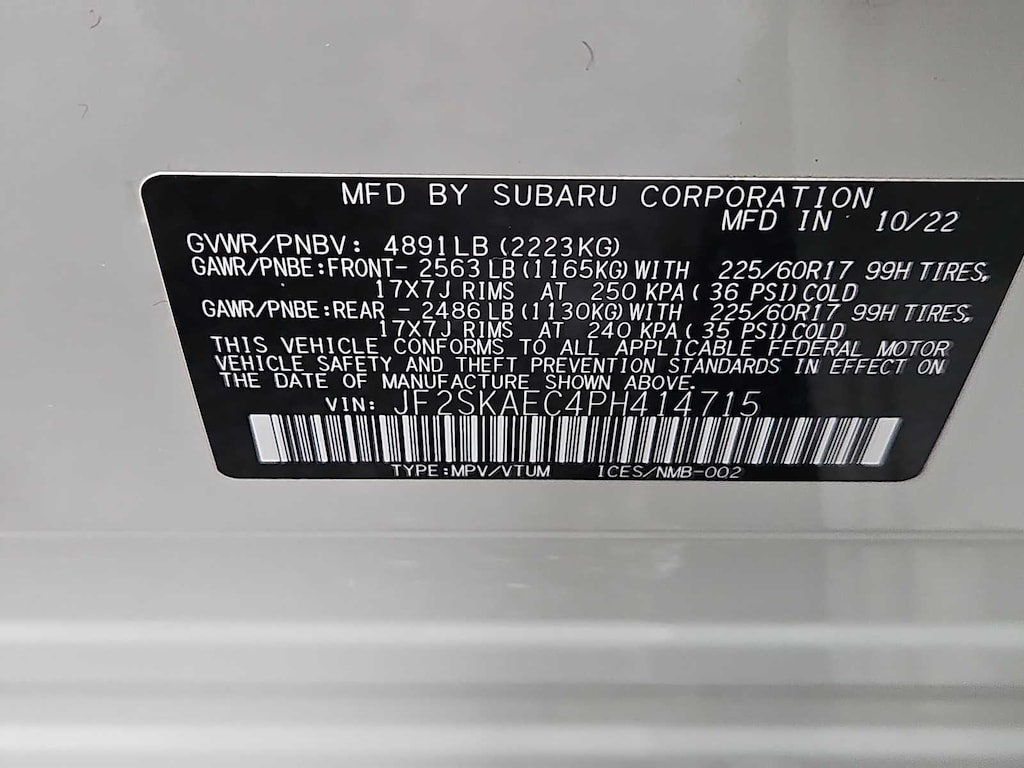 MFD BY SUBARU CORPORATION
MFD IN 10/22
GVWR/PNBV: 4891LB (2223KG)
GAWR/PNBE:FRONT- 2563 LB (1165KG) WITH 225/60R17 99H TIRES,
17X7J RIMS AT 250 KPA ( 36 PSI) COLD
GAWR/PNBE:REAR - 2486 LB (1130KG) WITH 225/60R17 99H TIRES,
17X7J RIMS AT 240 KPA ( 35 PSI) COLD
THIS VEHICLE CONFORMS TO ALL APPLICABLE FEDERAL MOTOR
VEHICLE SAFETY AND THEFT PREVENTION STANDARDS IN EFFECT ON
THE DATE OF MANUFACTURE SHOWN ABOVE.
VIN: JF2SKAEC4PH414715
TYPE:MPV/VTUM ICES/NMB-002